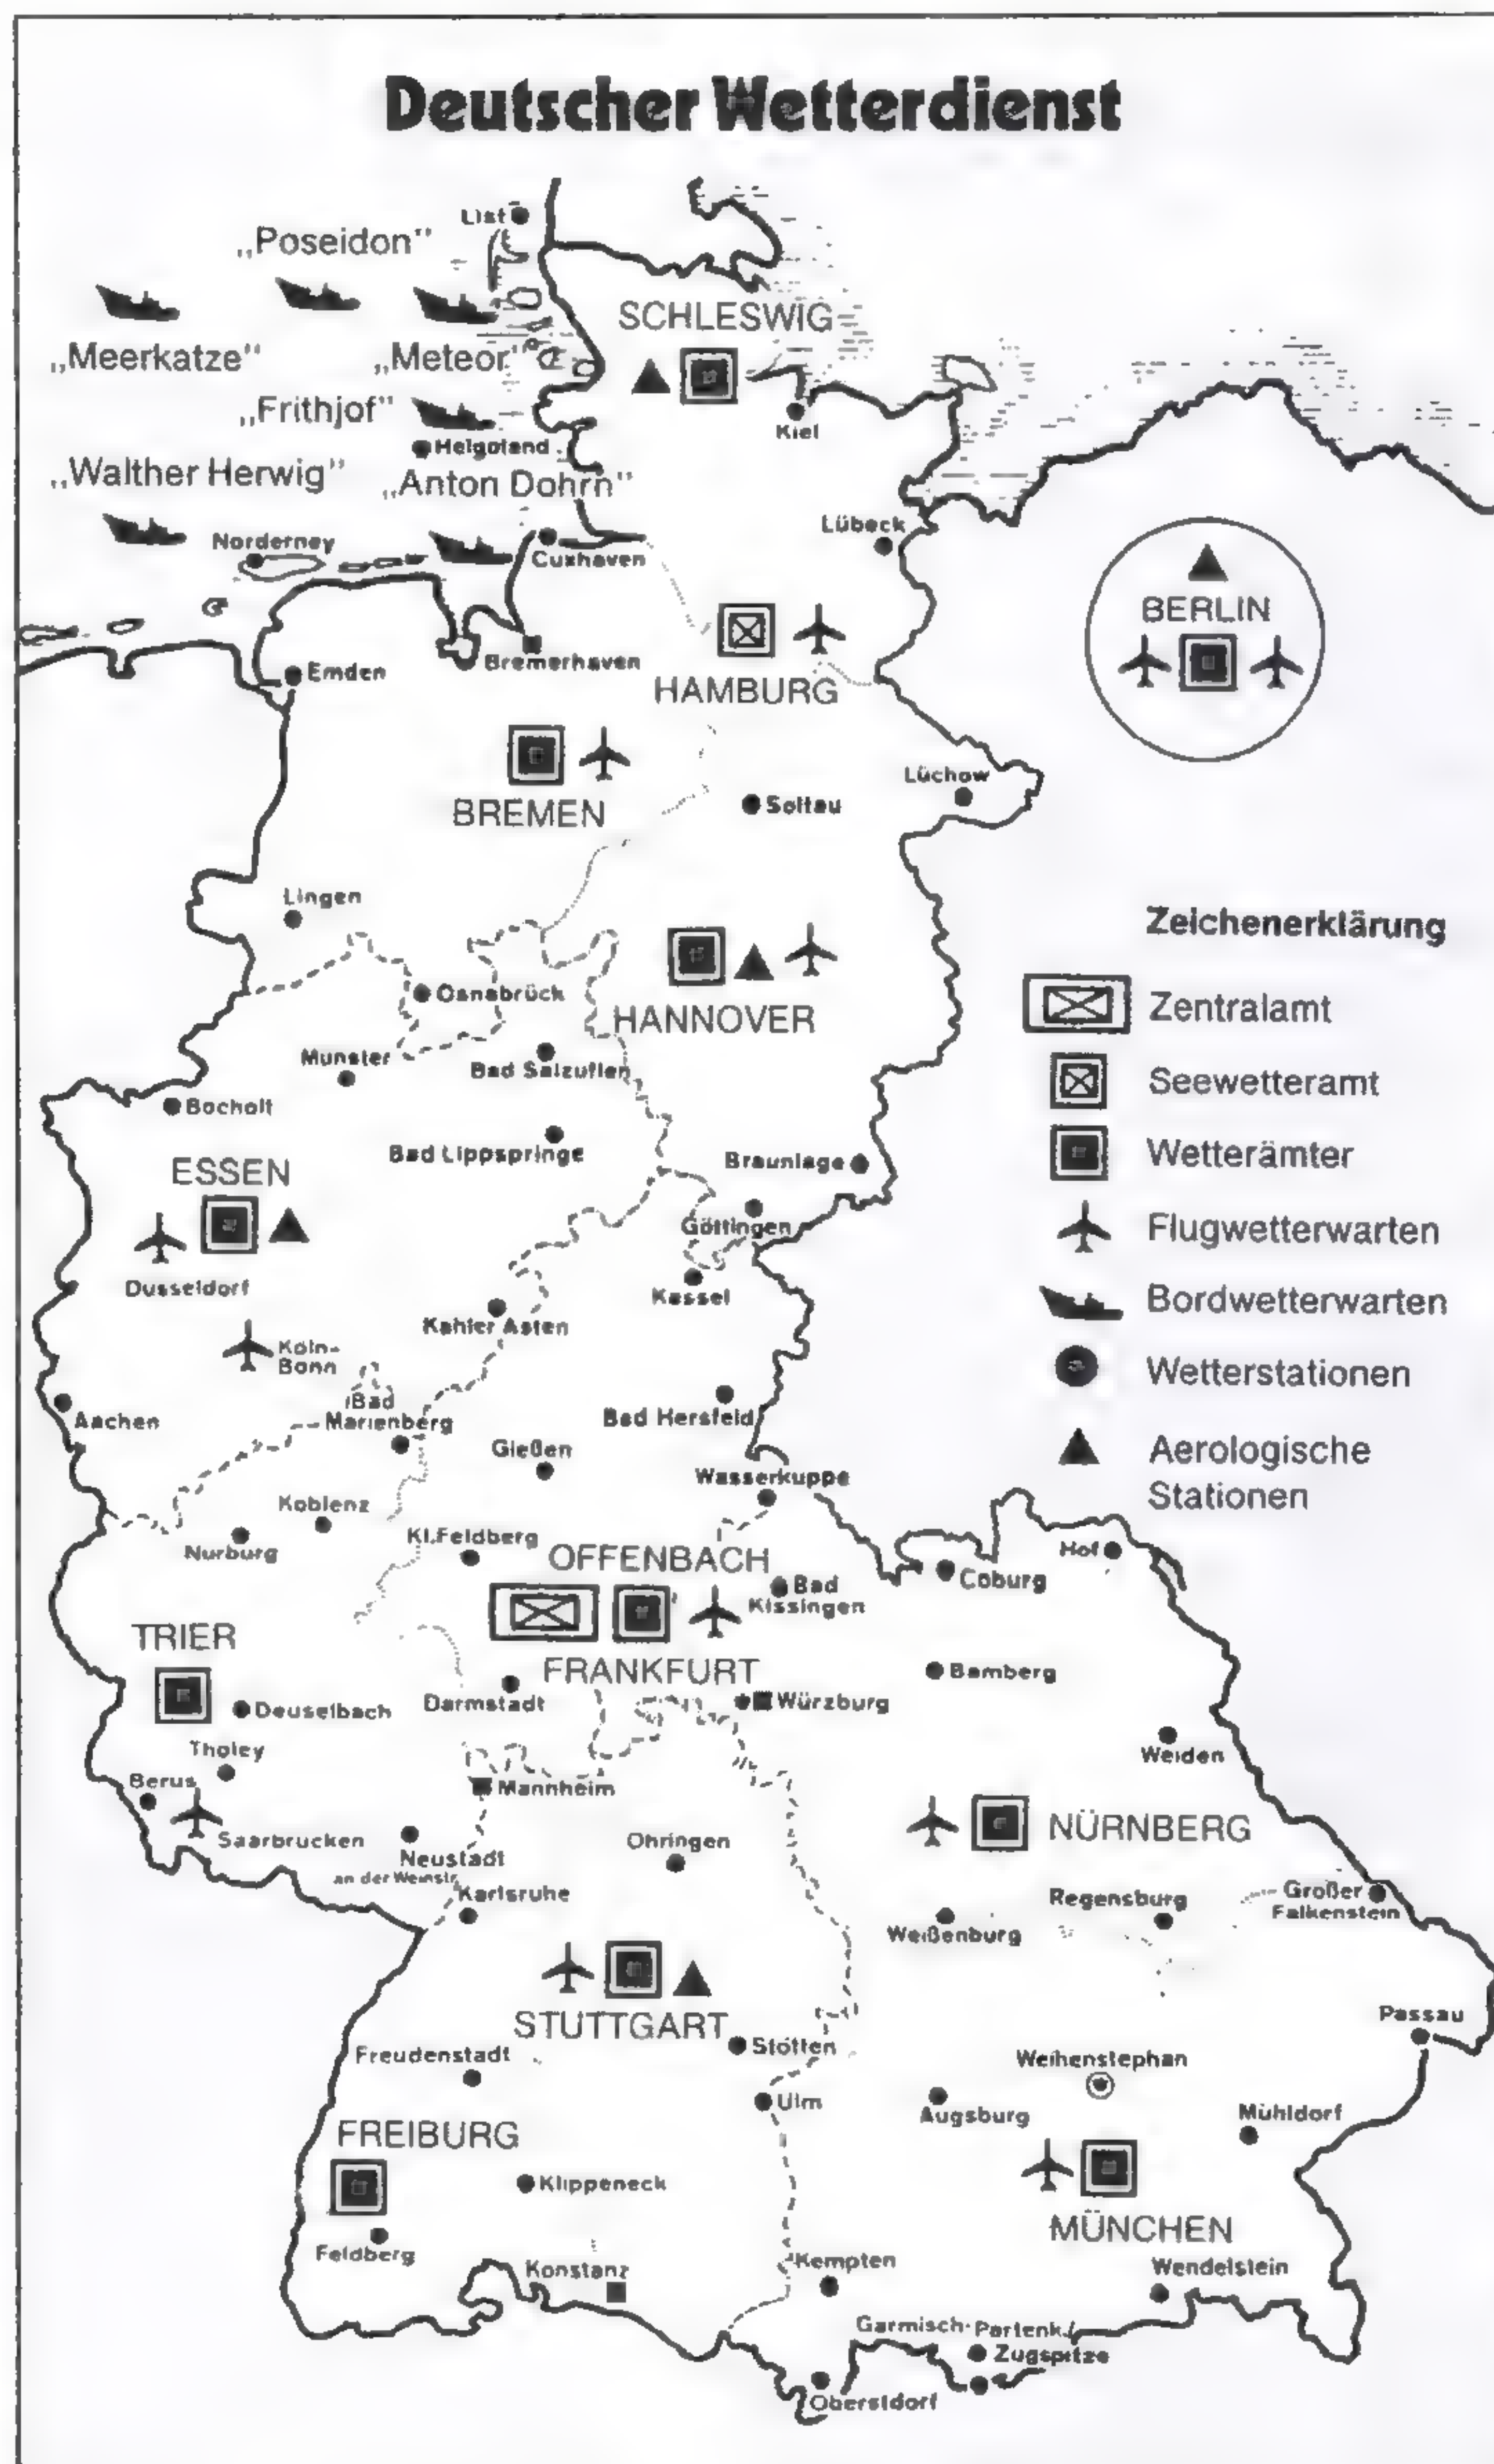 Deutscher Wetterdienst
List
„Poseidon”
„Meerkatze”
„Meteor”
SCHLESWIG
„Frithjof”
Kiel
Helgoland
„Walther Herwig”
„Anton Dohrn”
Lübeck
Norderney
Cuxhaven
BERLIN
Bremerhaven
Emden
HAMBURG
BREMEN
Lüchow
Soltau
Lingen
Zeichenerklärung
Osnabrück
HANNOVER
Zentralamt
Munster
Bad Salzuflen
Seewetteramt
Bocholt
Bad Lippspringe
Braunlage
Wetterämter
ESSEN
Göttingen
Flugwetterwarten
Dusseldorf
Kassel
Bordwetterwarten
Kahler Asten
Köln-
Bonn
Wetterstationen
Bad
Marienberg
Aachen
Bad Hersfeld
Gießen
Aerologische
Stationen
Wasserkuppe
Koblenz
Nurburg
Kl.Feldberg
OFFENBACH
Hof
Coburg
Bad
Kissingen
TRIER
FRANKFURT
Bamberg
Deuselbach
Darmstadt
Würzburg
Tholey
Weiden
Berus
Mannheim
Saarbrucken
NÜRNBERG
Neustadt
an der Weinstr.
Ohringen
Karlsruhe
Regensburg
Großer
Falkenstein
Weißenburg
STUTTGART
Passau
Stötten
Freudenstadt
Weihenstephan
Ulm
Augsburg
Mühldorf
FREIBURG
Klippeneck
MÜNCHEN
Feldberg
Konstanz
Kempten
Wendelstein
Garmisch-Partenk./
Zugspitze
Oberstdorf